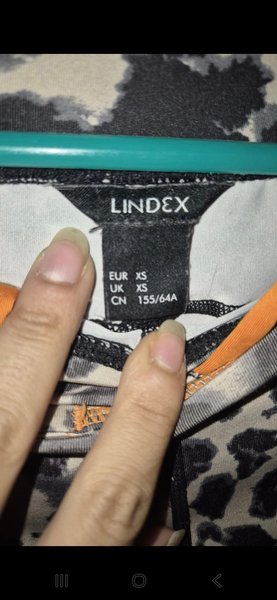 LINDEX
EUR XS
UK XS
CN 155/64A